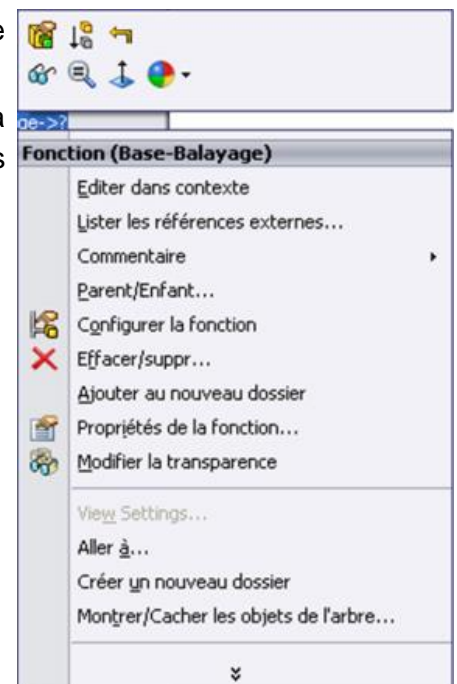 e
a
ge->?
s
Fonction (Base-Balayage)
Editer dans contexte
Lister les références externes...
Commentaire
Parent/Enfant...
Configurer la fonction
Effacer/suppr...
Ajouter au nouveau dossier
Propriétés de la fonction...
Modifier la transparence
View Settings...
Aller à...
Créer un nouveau dossier
Montrer/Cacher les objets de l'arbre...